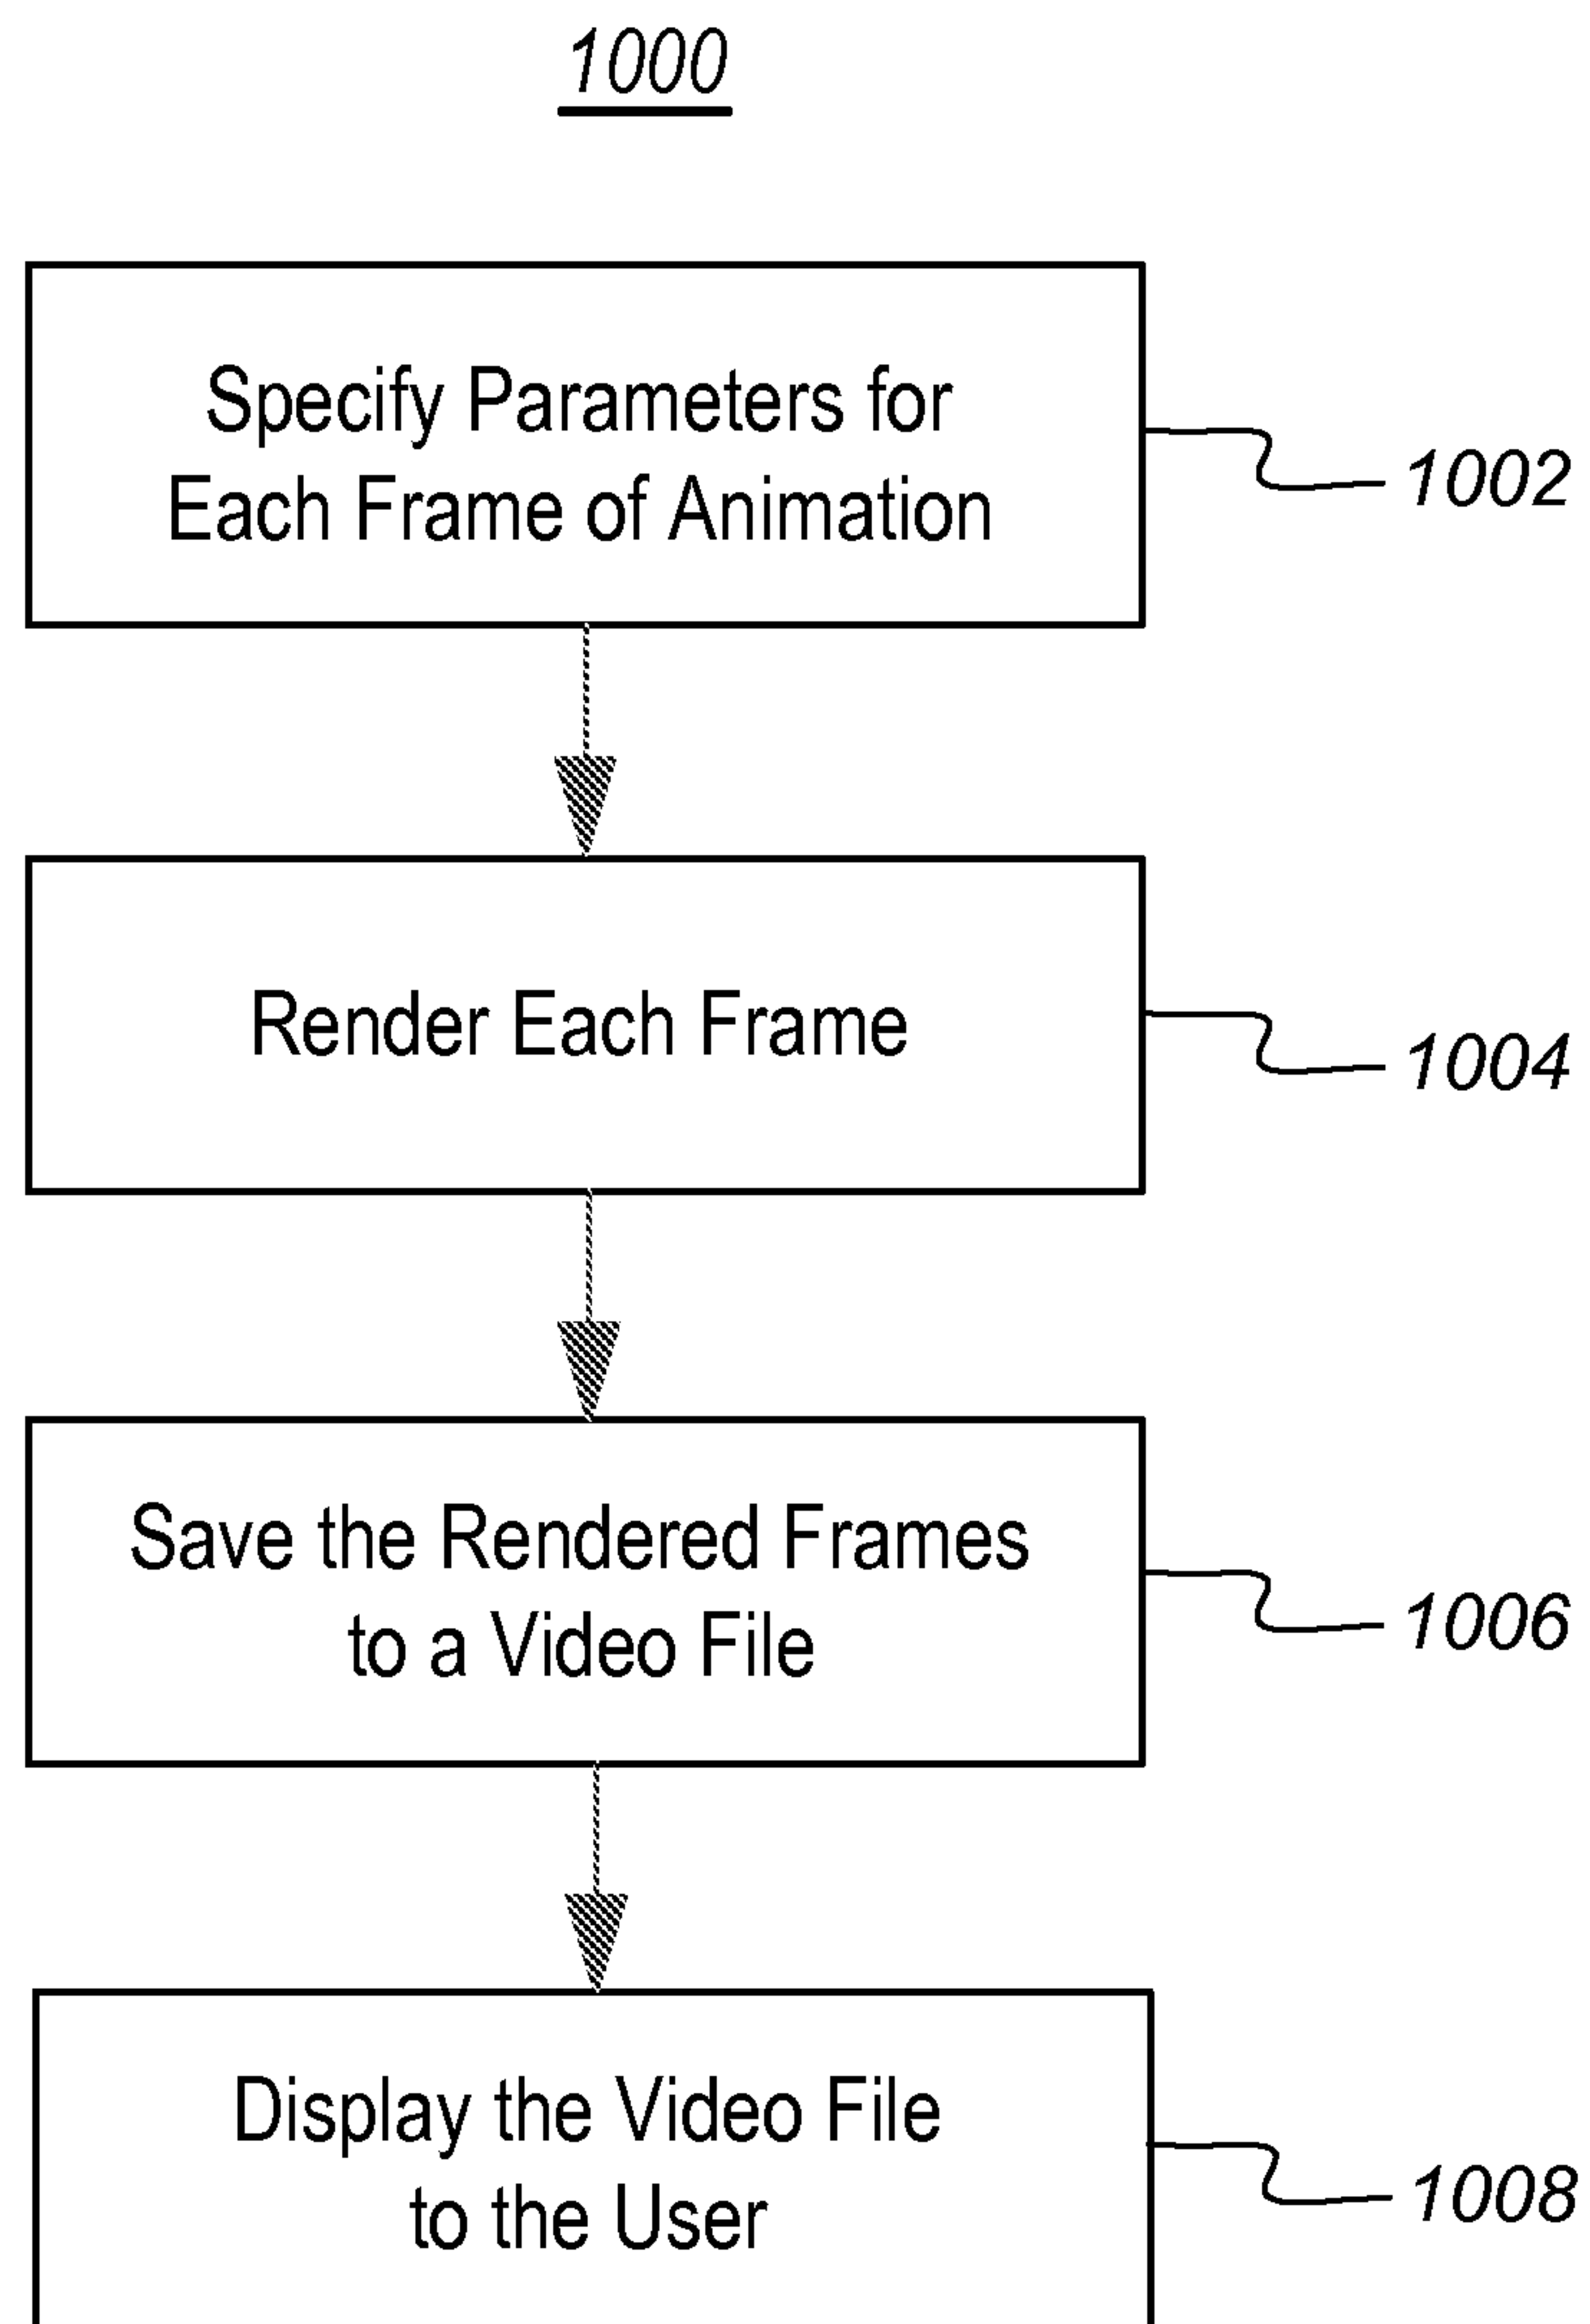 1000
Specify Parameters for
Each Frame of Animation
1002
Render Each Frame
1004
Save the Rendered Frames
to a Video File
1006
Display the Video File
to the User
1008